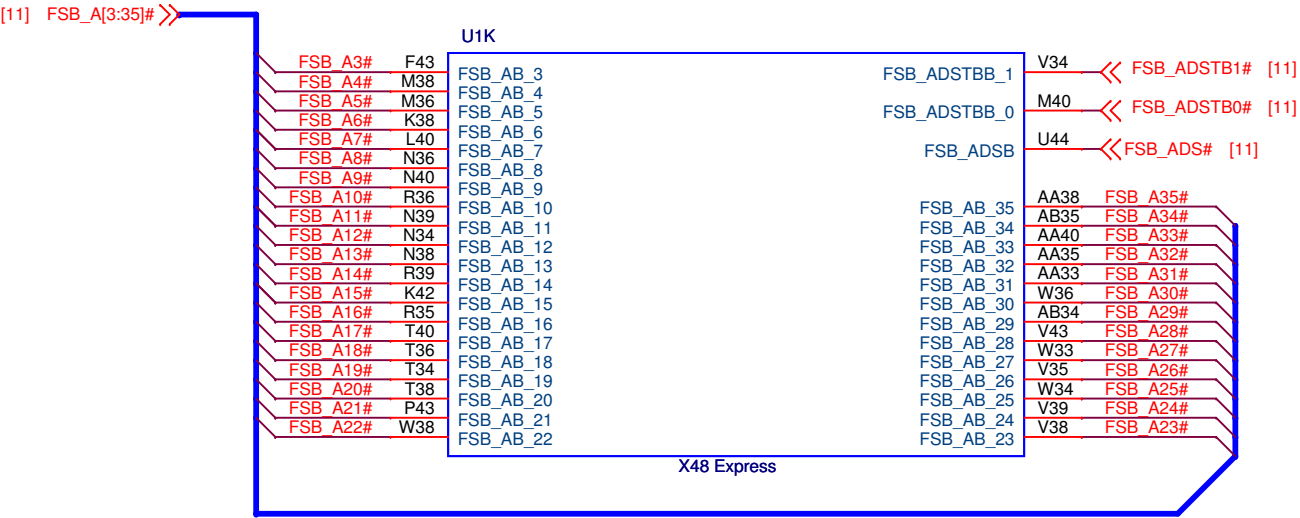 [11] FSB_A[3:35]#
U1K
FSB_A3# F43 FSB_AB_3
FSB_A4# M38 FSB_AB_4
FSB_A5# M36 FSB_AB_5
FSB_A6# K38 FSB_AB_6
FSB_A7# L40 FSB_AB_7
FSB_A8# N36 FSB_AB_8
FSB_A9# N40 FSB_AB_9
FSB_A10# R36 FSB_AB_10
FSB_A11# N39 FSB_AB_11
FSB_A12# N34 FSB_AB_12
FSB_A13# N38 FSB_AB_13
FSB_A14# R39 FSB_AB_14
FSB_A15# K42 FSB_AB_15
FSB_A16# R35 FSB_AB_16
FSB_A17# T40 FSB_AB_17
FSB_A18# T36 FSB_AB_18
FSB_A19# T34 FSB_AB_19
FSB_A20# T38 FSB_AB_20
FSB_A21# P43 FSB_AB_21
FSB_A22# W38 FSB_AB_22
FSB_ADSTBB_1 V34 FSB_ADSTB1# [11]
FSB_ADSTBB_0 M40 FSB_ADSTB0# [11]
FSB_ADSB U44 FSB_ADS# [11]
FSB_AB_35 AA38 FSB_A35#
FSB_AB_34 AB35 FSB_A34#
FSB_AB_33 AA40 FSB_A33#
FSB_AB_32 AA35 FSB_A32#
FSB_AB_31 AA33 FSB_A31#
FSB_AB_30 W36 FSB_A30#
FSB_AB_29 AB34 FSB_A29#
FSB_AB_28 V43 FSB_A28#
FSB_AB_27 W33 FSB_A27#
FSB_AB_26 V35 FSB_A26#
FSB_AB_25 W34 FSB_A25#
FSB_AB_24 V39 FSB_A24#
FSB_AB_23 V38 FSB_A23#
X48 Express